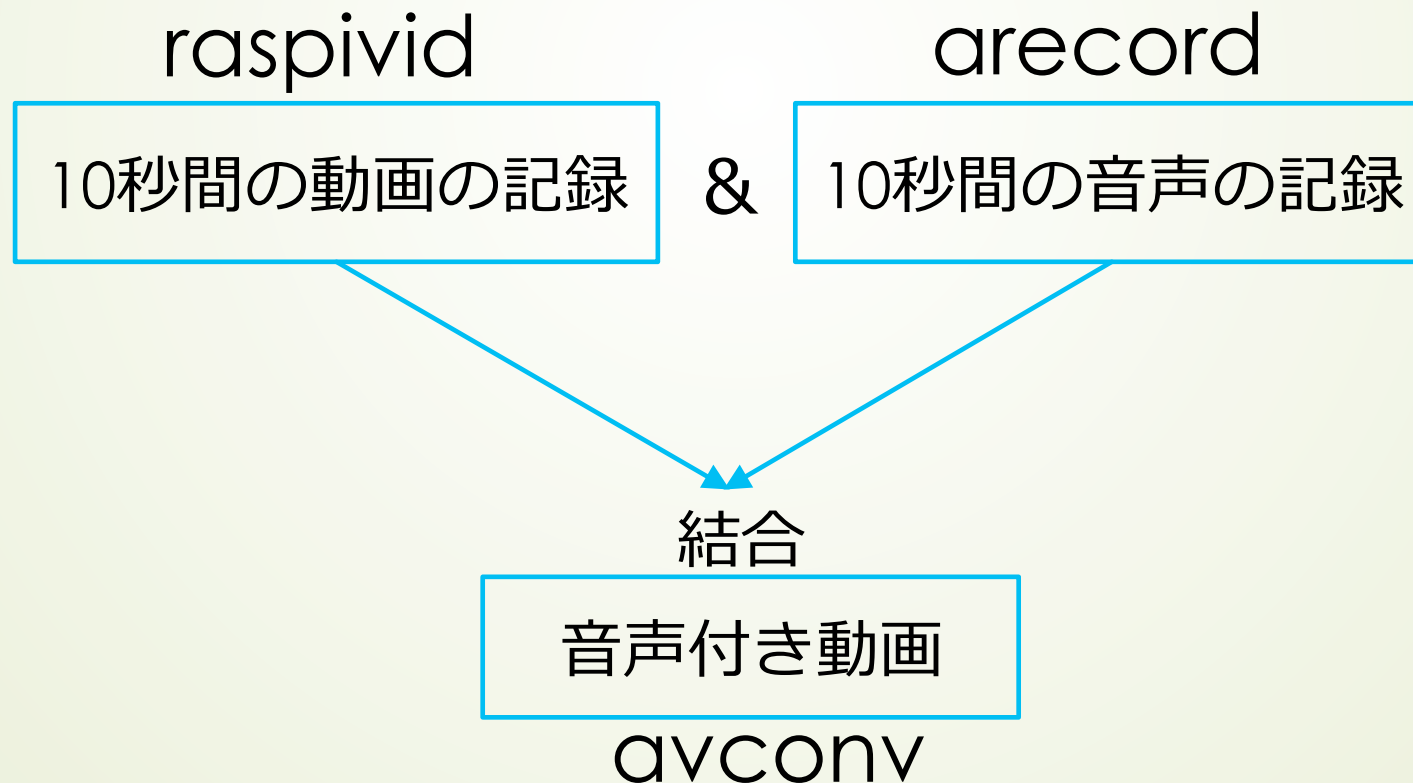 raspivid
10秒間の動画の記録
&
arecord
10秒間の音声の記録
結合
音声付き動画
avconv